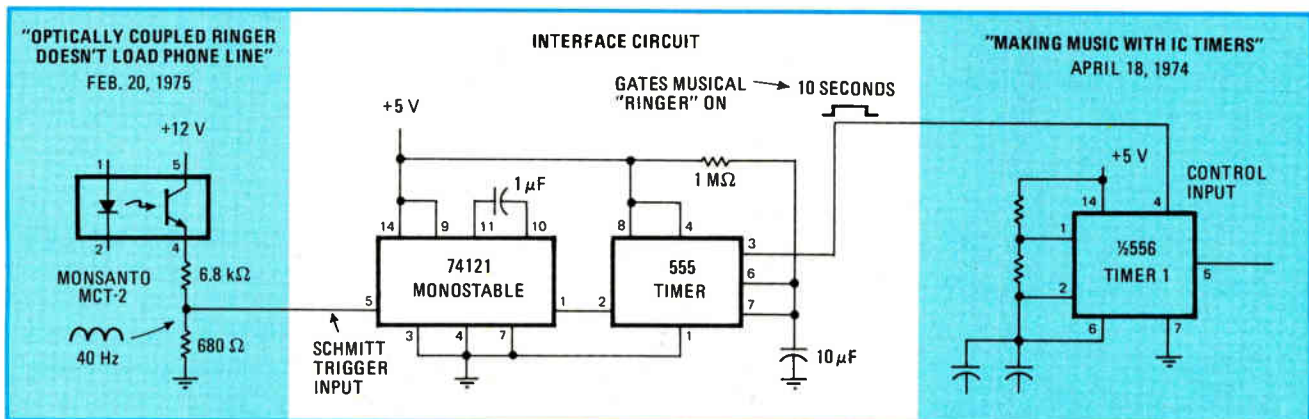 "OPTICALLY COUPLED RINGER
DOESN'T LOAD PHONE LINE"
FEB. 20, 1975
+12 V
1
5
2
4
MONSANTO
MCT-2
6.8 kΩ
40 Hz
680 Ω
INTERFACE CIRCUIT
GATES MUSICAL
"RINGER" ON
10 SECONDS
+5 V
1 µF
1 MΩ
14
9
11
10
8
4
74121
MONOSTABLE
555
TIMER
5
1
2
3
6
7
3
4
7
1
SCHMITT
TRIGGER
INPUT
10 µF
"MAKING MUSIC WITH IC TIMERS"
APRIL 18, 1974
+5 V
CONTROL
INPUT
14
4
1
½556
TIMER 1
5
2
6
7